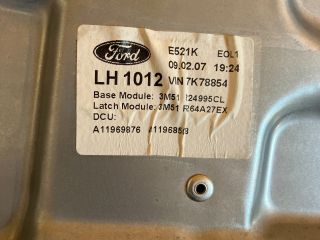 Ford E521K EOL1
09.02.07 19:24
LH 1012 VIN 7K78854
Base Module: 3M51 R24995CL
Latch Module: 3M51 R64A27EX
DCU:
A11969876